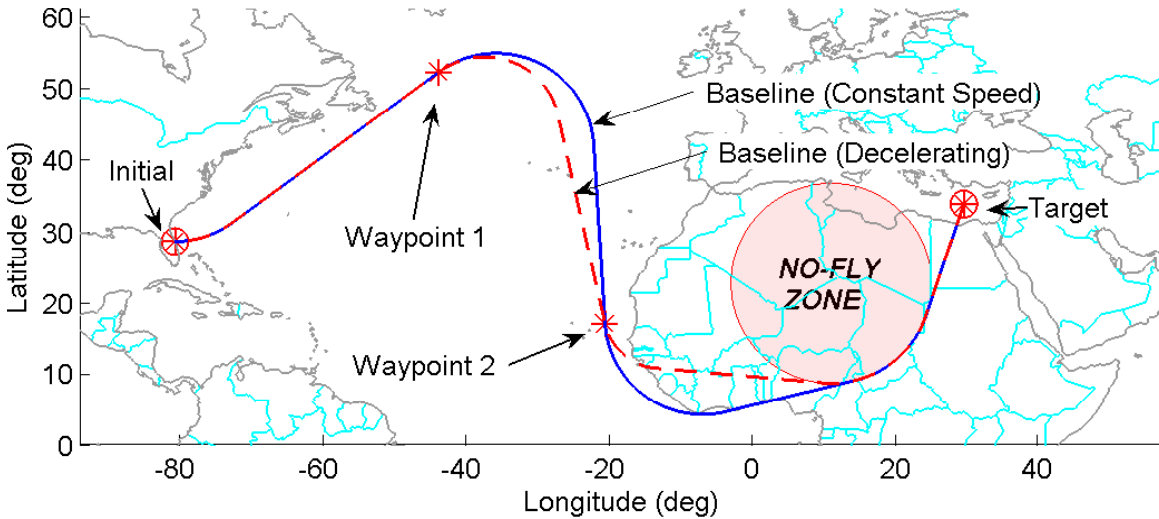 60
50
40
30
20
10
0
Latitude (deg)
Initial
Waypoint 1
Waypoint 2
Baseline (Constant Speed)
Baseline (Decelerating)
Target
NO-FLY
ZONE
-80
-60
-40
-20
0
20
40
Longitude (deg)